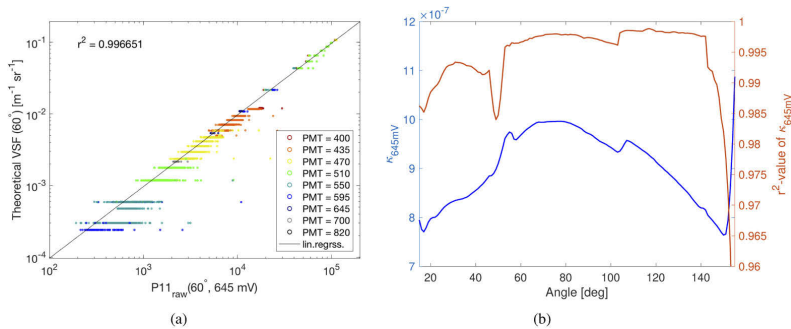 r² = 0.996651
10⁻¹
10⁻²
10⁻³
10⁻⁴
Theoretical VSF (60°) [m⁻¹ sr⁻¹]
PMT = 400
PMT = 435
PMT = 470
PMT = 510
PMT = 550
PMT = 595
PMT = 645
PMT = 700
PMT = 820
lin.regrss.
10² 10³ 10⁴ 10⁵
P11raw(60°, 645 mV)
(a)
×10⁻⁷
12
11
10
9
8
7
κ645mV
1
0.995
0.99
0.985
0.98
0.975
0.97
0.965
0.96
r²-value of κ645mV
20 40 60 80 100 120 140
Angle [deg]
(b)